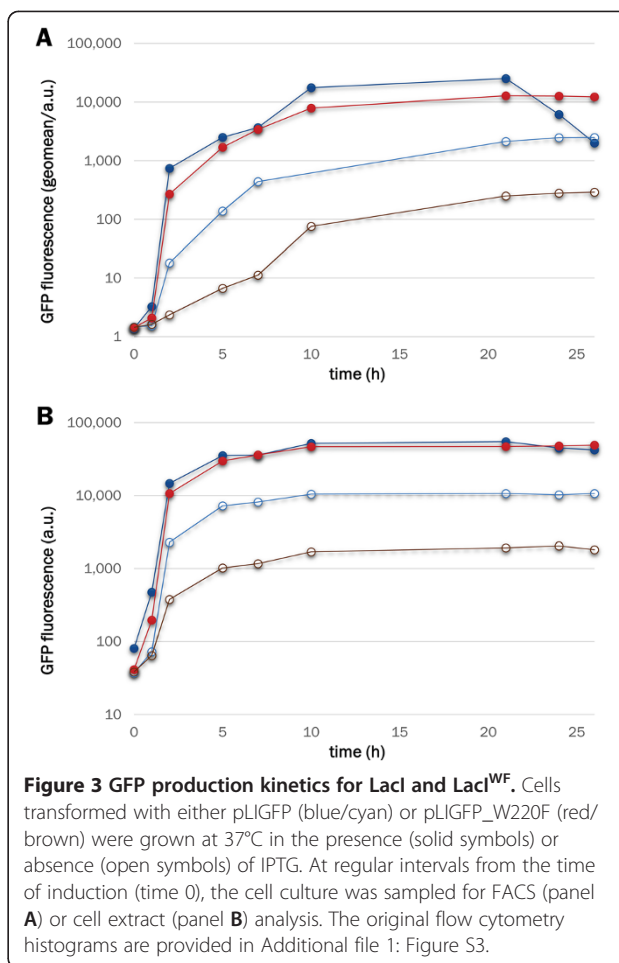 A
100,000
10,000
1,000
100
10
1
GFP fluorescence (geomean/a.u.)
0 5 10 15 20 25
time (h)
B
100,000
10,000
1,000
100
10
GFP fluorescence (a.u.)
0 5 10 15 20 25
time (h)
Figure 3 GFP production kinetics for LacI and LacI^WF. Cells
transformed with either pLIGFP (blue/cyan) or pLIGFP_W220F (red/
brown) were grown at 37°C in the presence (solid symbols) or
absence (open symbols) of IPTG. At regular intervals from the time
of induction (time 0), the cell culture was sampled for FACS (panel
A) or cell extract (panel B) analysis. The original flow cytometry
histograms are provided in Additional file 1: Figure S3.